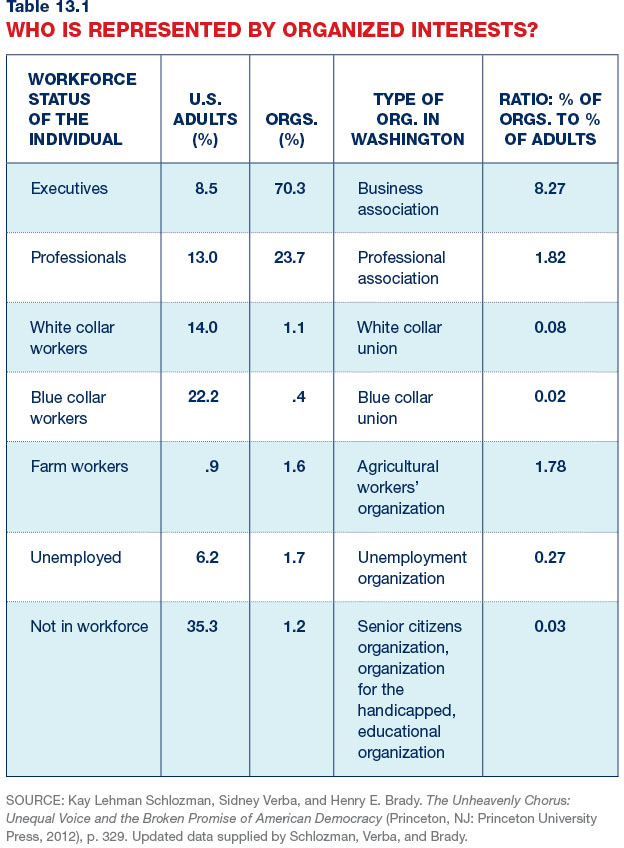 Table 13.1
WHO IS REPRESENTED BY ORGANIZED INTERESTS?
WORKFORCE
STATUS
OF THE
INDIVIDUAL
U.S.
ADULTS
(%)
ORGS.
(%)
TYPE OF
ORG. IN
WASHINGTON
RATIO: % OF
ORGS. TO %
OF ADULTS
Executives 8.5 70.3 Business 8.27
association
Professionals 13.0 23.7 Professional 1.82
association
White collar 14.0 1.1 White collar 0.08
workers union
Blue collar 22.2 .4 Blue collar 0.02
workers union
Farm workers .9 1.6 Agricultural 1.78
workers’
organization
Unemployed 6.2 1.7 Unemployment 0.27
organization
Not in workforce 35.3 1.2 Senior citizens 0.03
organization,
organization
for the
handicapped,
educational
organization
SOURCE: Kay Lehman Schlozman, Sidney Verba, and Henry E. Brady. The Unheavenly Chorus:
Unequal Voice and the Broken Promise of American Democracy (Princeton, NJ: Princeton University
Press, 2012), p. 329. Updated data supplied by Schlozman, Verba, and Brady.